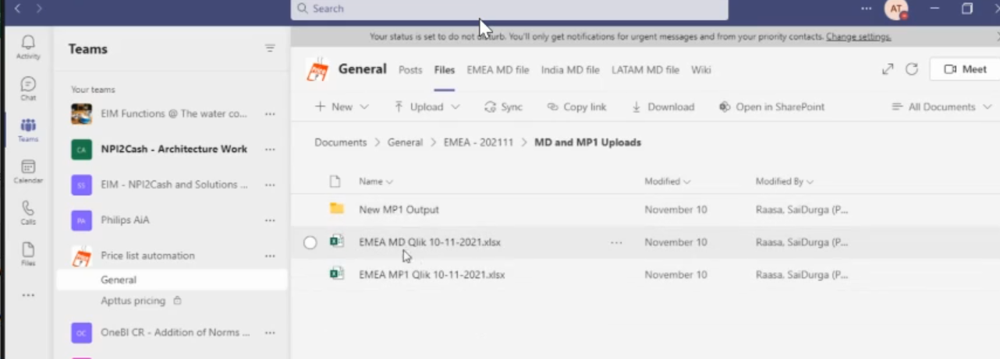 Search
AT
Your status is set to do not disturb. You'll only get notifications for urgent messages and from your priority contacts. Change settings.
Activity
Chat
Teams
Calendar
Calls
Files
Teams
Your teams
EIM Functions @ The water co...
CA NPI2Cash - Architecture Work
SS EIM - NPI2Cash and Solutions ...
PA Philips AiA
Price list automation
General
Apttus pricing
OC OneBI CR - Addition of Norms ...
General Posts Files EMEA MD file India MD file LATAM MD file Wiki
Meet
New Upload Sync Copy link Download Open in SharePoint All Documents
Documents > General > EMEA - 202111 > MD and MP1 Uploads
Name Modified Modified By
New MP1 Output November 10 Raasa, SaiDurga (P...
EMEA MD Qlik 10-11-2021.xlsx ... November 10 Raasa, SaiDurga (P...
EMEA MP1 Qlik 10-11-2021.xlsx November 10 Raasa, SaiDurga (P...